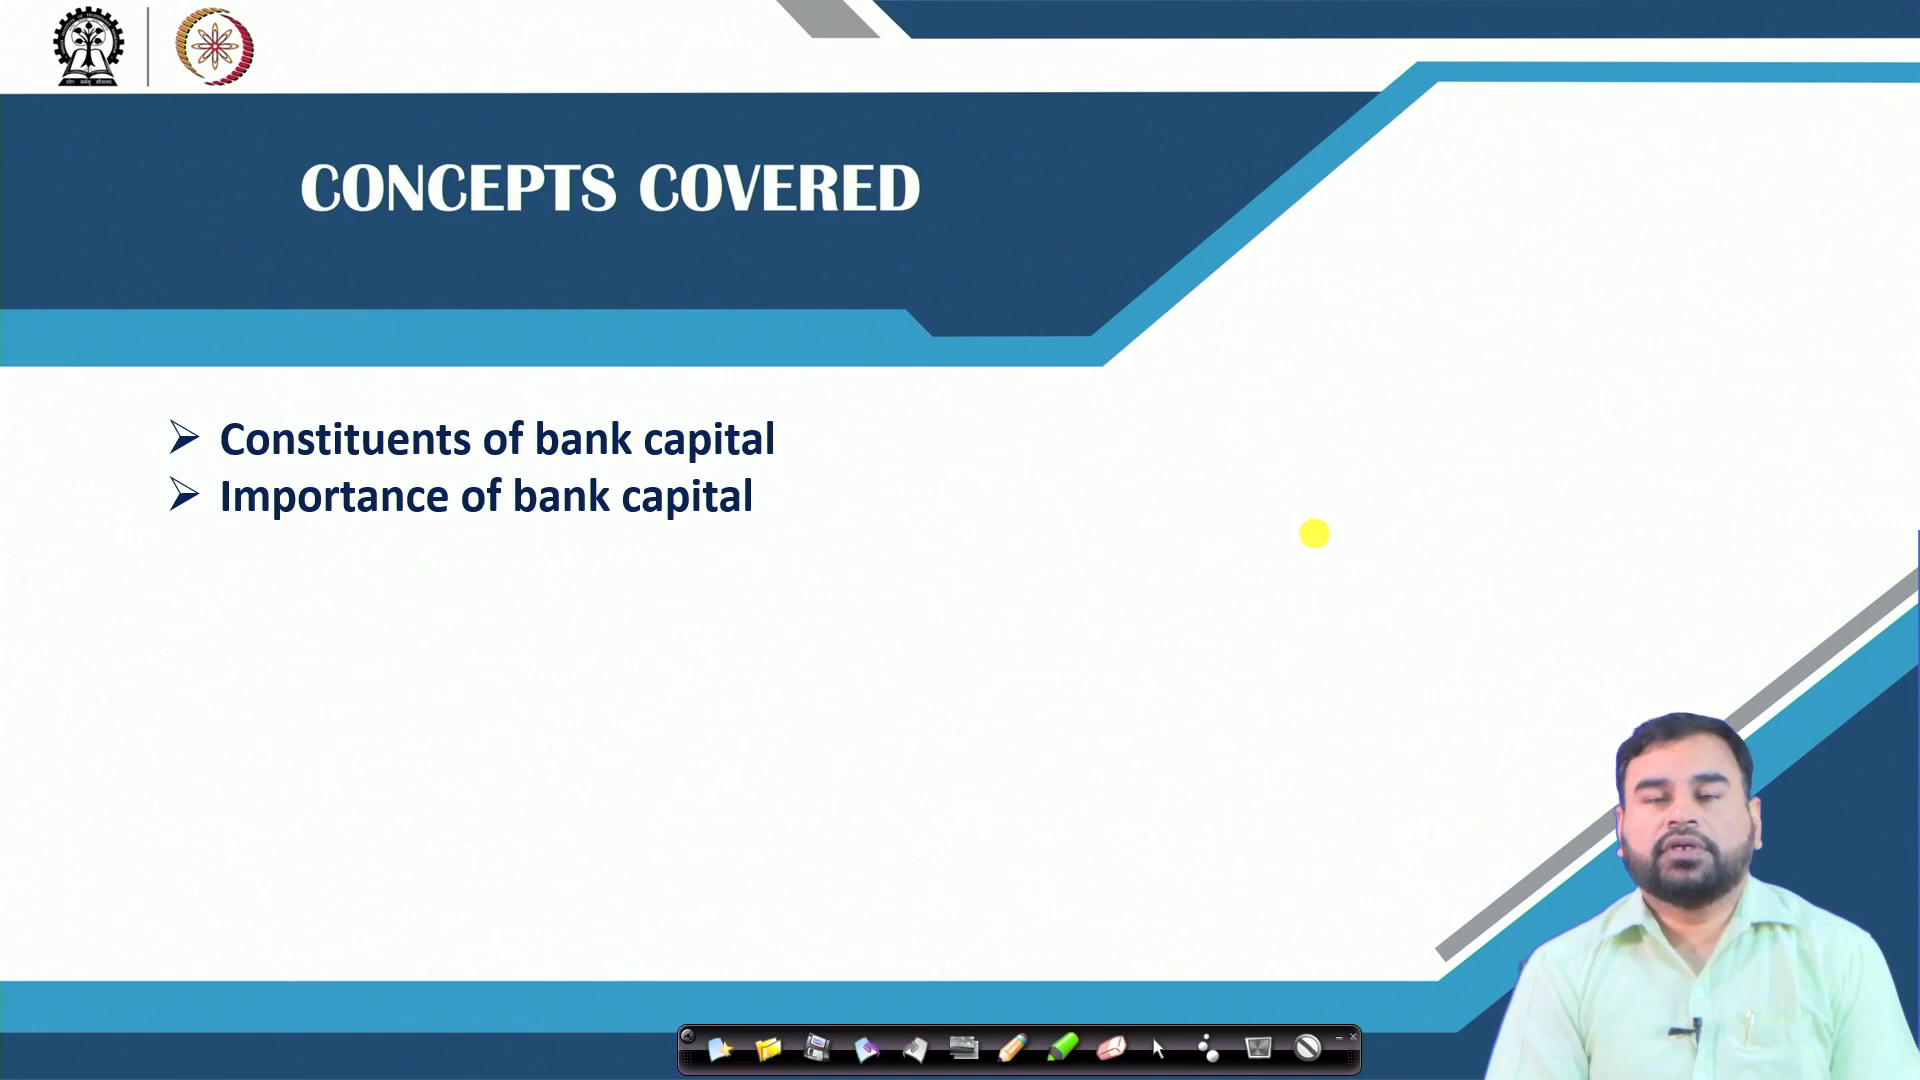 CONCEPTS COVERED
Constituents of bank capital
Importance of bank capital